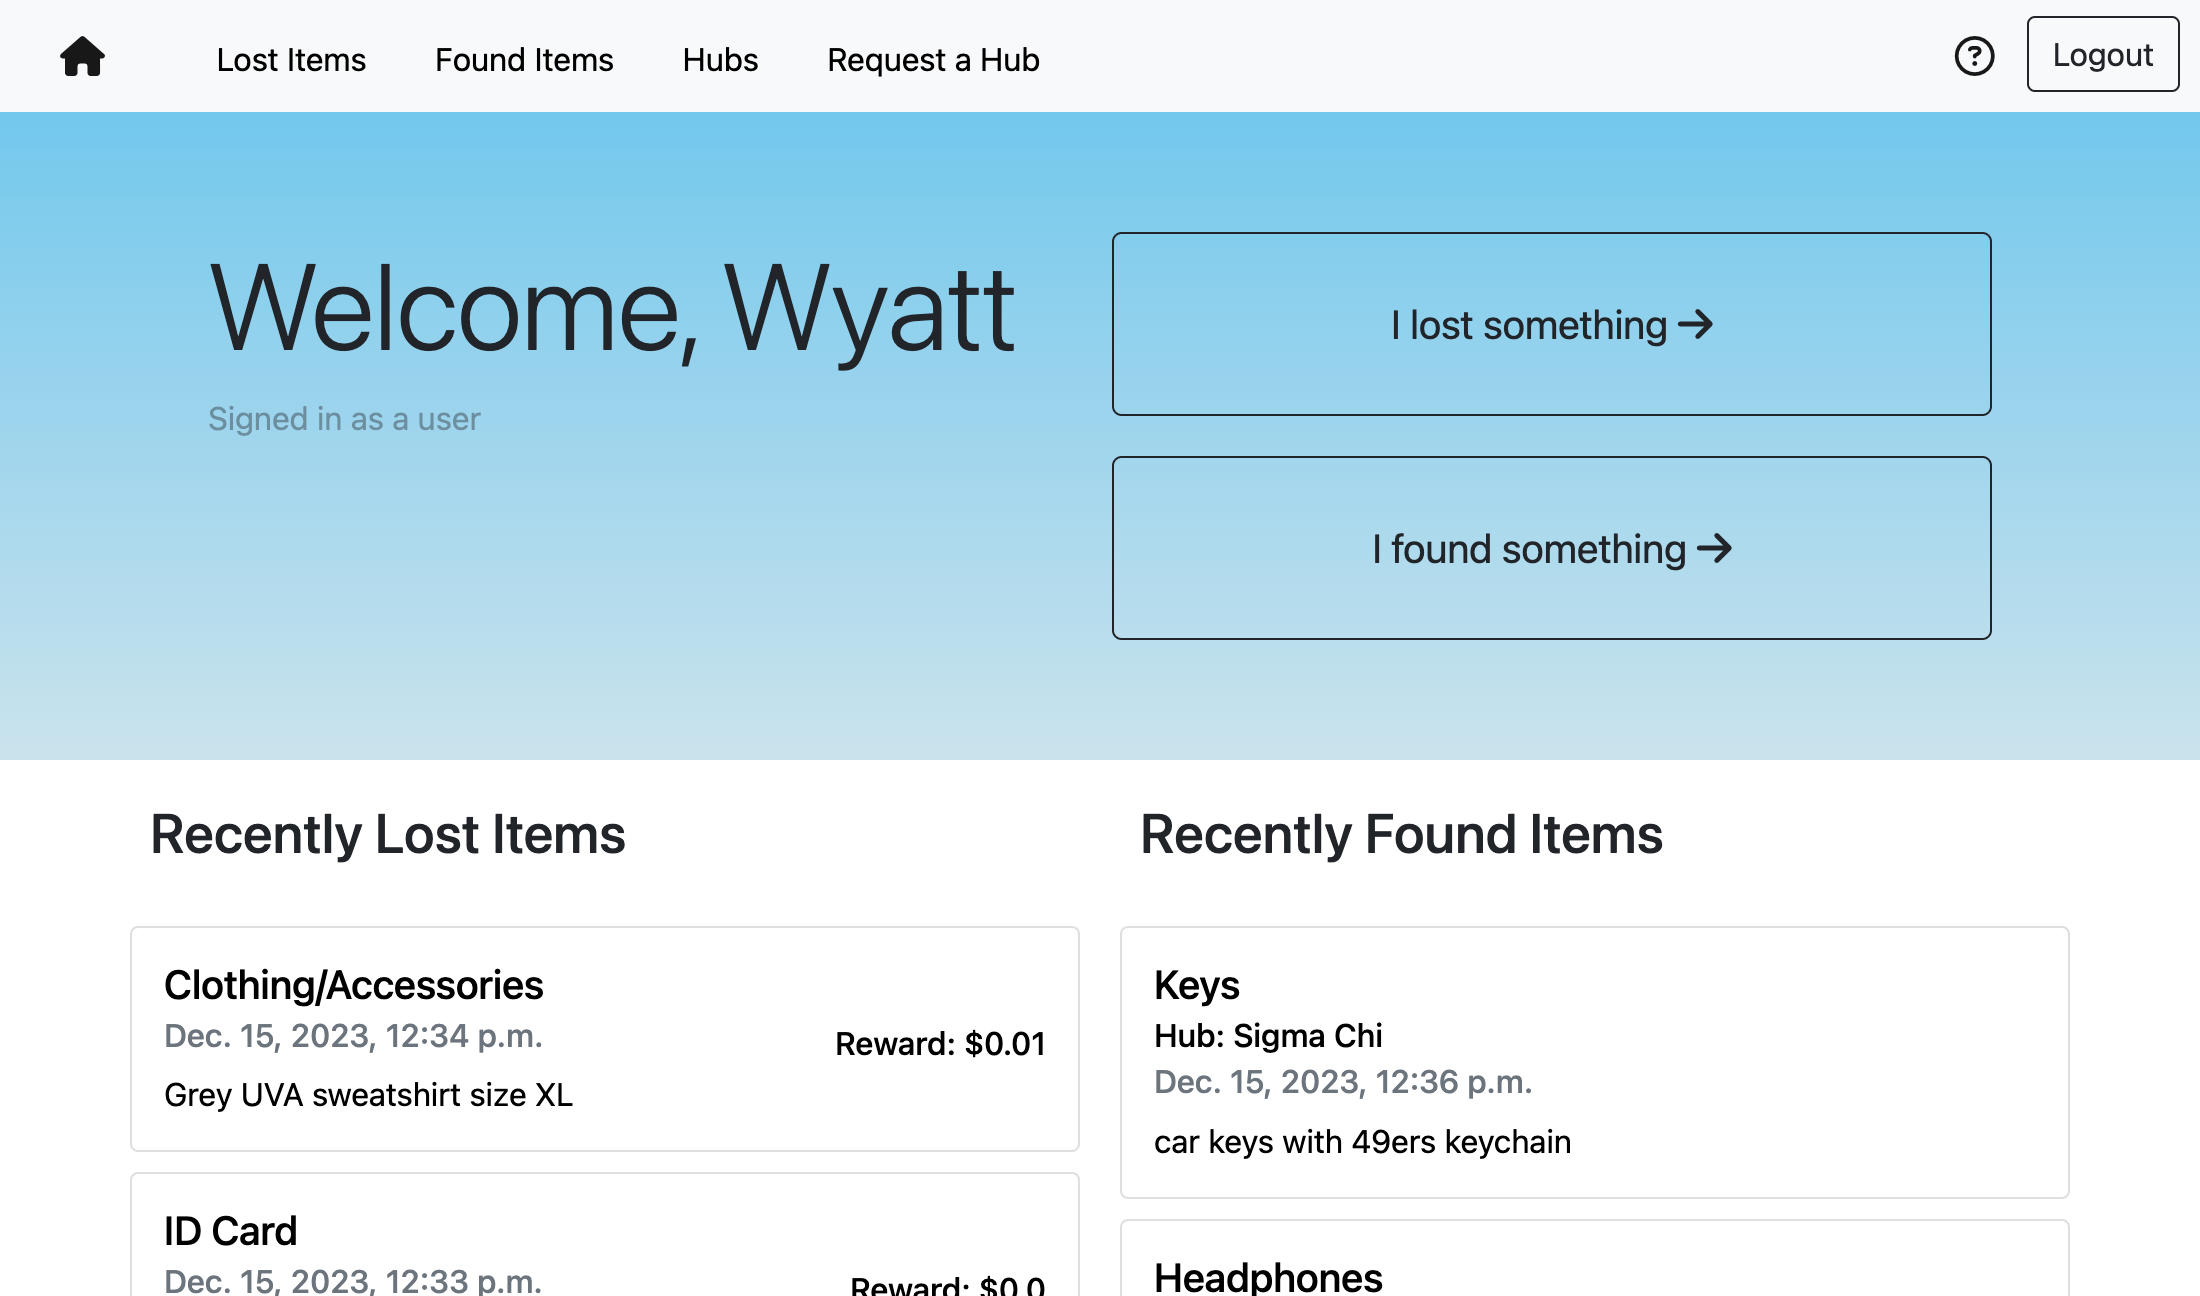 Lost Items
Found Items
Hubs
Request a Hub
?
Logout
Welcome, Wyatt
Signed in as a user
I lost something →
I found something →
Recently Lost Items
Clothing/Accessories
Dec. 15, 2023, 12:34 p.m.
Reward: $0.01
Grey UVA sweatshirt size XL
ID Card
Dec. 15, 2023, 12:33 p.m.
Reward: $0.0
Recently Found Items
Keys
Hub: Sigma Chi
Dec. 15, 2023, 12:36 p.m.
car keys with 49ers keychain
Headphones